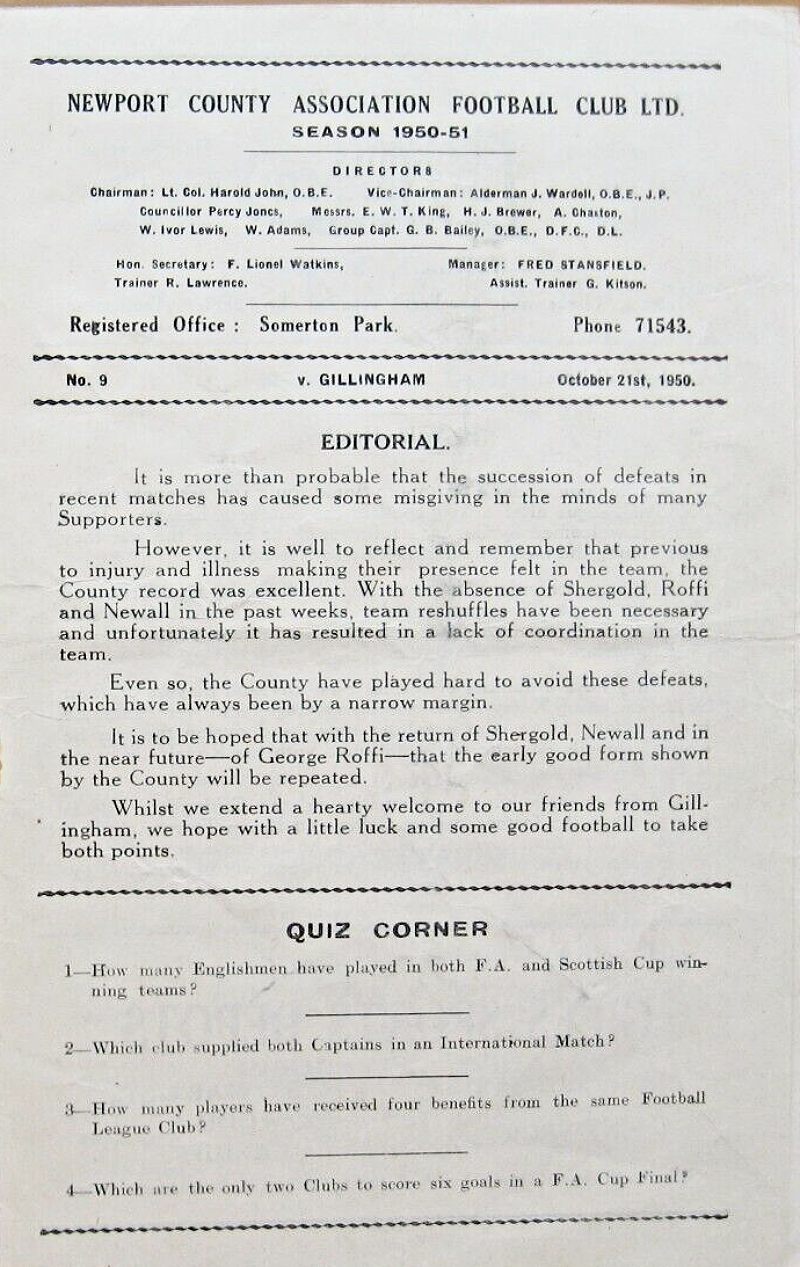 NEWPORT COUNTY ASSOCIATION FOOTBALL CLUB LTD.
SEASON 1950-51
DIRECTORS
Chairman: Lt. Col. Harold John, O.B.E. Vice-Chairman: Alderman J. Wardell, O.B.E., J.P.
Councillor Percy Jones, Messrs. E. W. T. King, H. J. Brewer, A. Charton,
W. Ivor Lewis, W. Adams, Group Capt. G. B. Bailey, O.B.E., D.F.C., D.L.
Hon. Secretary: F. Lionel Watkins, Manager: FRED STANSFIELD.
Trainer R. Lawrence. Assist. Trainer G. Kitson.
Registered Office: Somerton Park. Phone 71543.
No. 9 v. GILLINGHAM October 21st, 1950.
EDITORIAL.
It is more than probable that the succession of defeats in
recent matches has caused some misgiving in the minds of many
Supporters.
However, it is well to reflect and remember that previous
to injury and illness making their presence felt in the team, the
County record was excellent. With the absence of Shergold, Roffi
and Newall in the past weeks, team reshuffles have been necessary
and unfortunately it has resulted in a lack of coordination in the
team.
Even so, the County have played hard to avoid these defeats,
which have always been by a narrow margin.
It is to be hoped that with the return of Shergold, Newall and in
the near future—of George Roffi—that the early good form shown
by the County will be repeated.
Whilst we extend a hearty welcome to our friends from Gill-
ingham, we hope with a little luck and some good football to take
both points.
QUIZ CORNER
1—How many Englishmen have played in both F.A. and Scottish Cup win-
ning teams?
2—Which club supplied both Captains in an International Match?
3—How many players have received four benefits from the same Football
League Club?
4—Which are the only two Clubs to score six goals in a F.A. Cup Final?